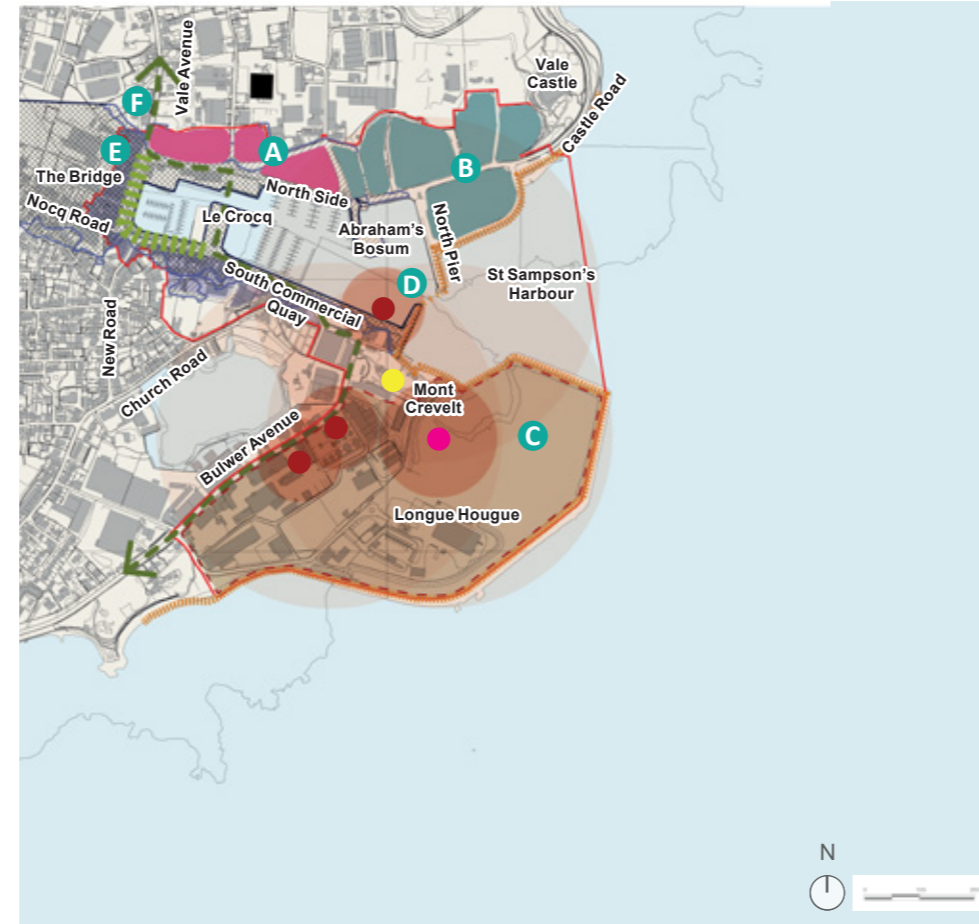 Vale Avenue
Vale
Castle
Castle Road
F
E
A
B
The Bridge
North Side
Nocq Road
Le Crocq
Abraham's
Bosum
North Pier
St Sampson's
Harbour
D
South Commercial
Quay
New Road
Church Road
Mont
Crevelt
C
Bulwer Avenue
Longue Hougue
N